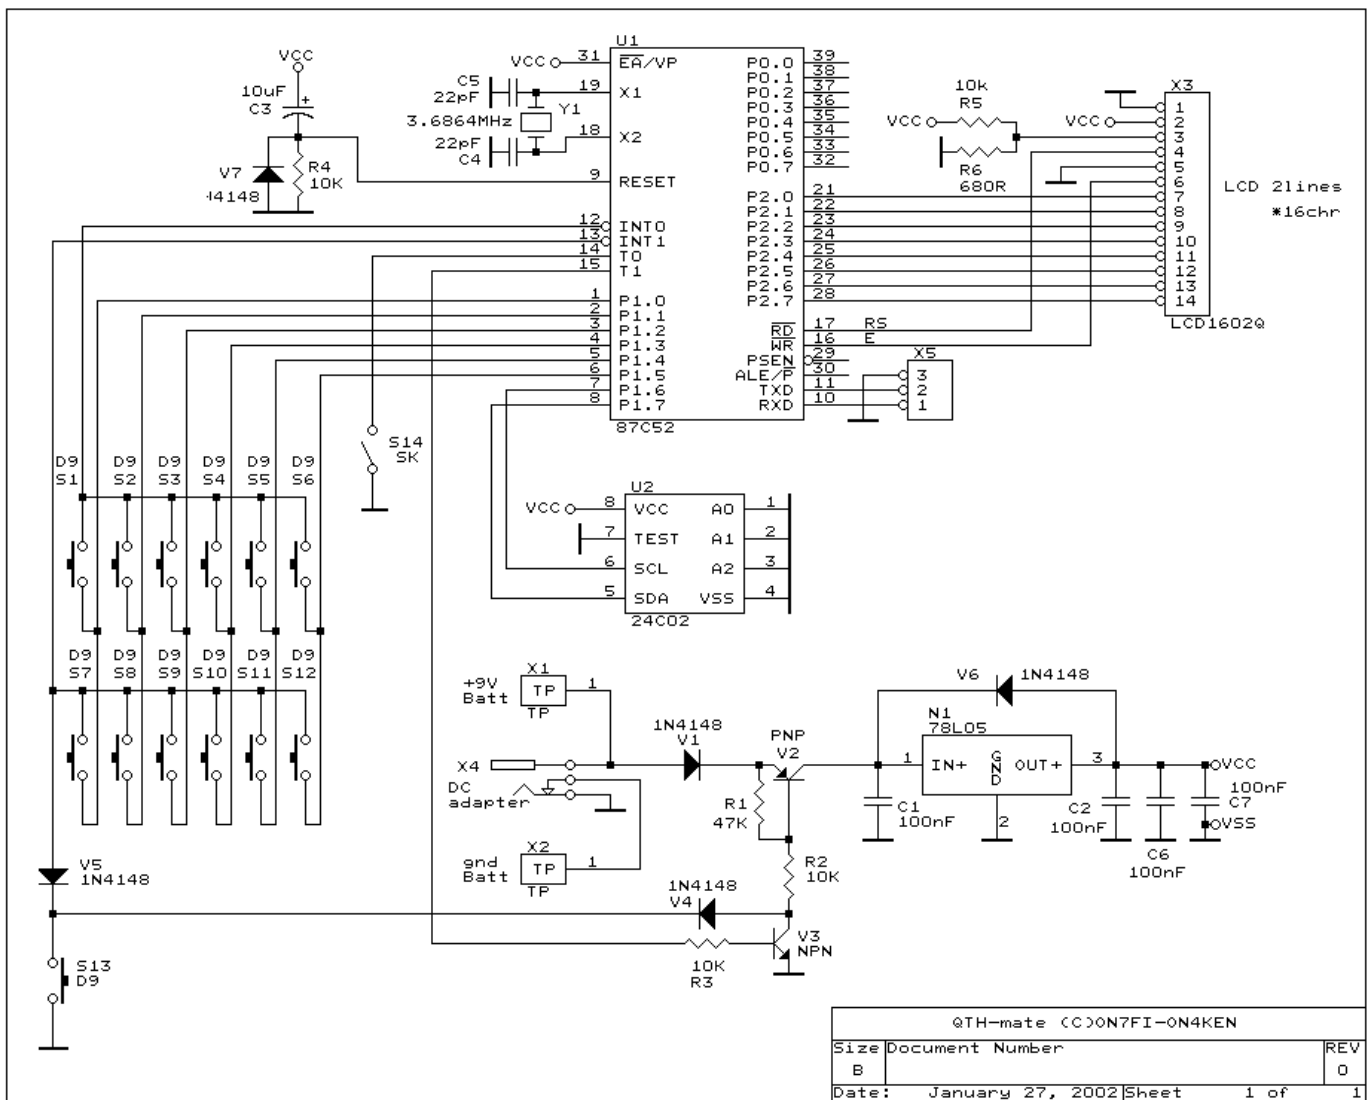 VCC
10uF
C3
V7
14148
R4
10K
C5
22pF
Y1
3.6864MHz
22pF
C4
U1
VCC 31 EA/VP
19 X1
18 X2
9 RESET
12 INT0
13 INT1
14 T0
15 T1
1 P1.0
2 P1.1
3 P1.2
4 P1.3
5 P1.4
6 P1.5
7 P1.6
8 P1.7
P0.0 39
P0.1 38
P0.2 37
P0.3 36
P0.4 35
P0.5 34
P0.6 33
P0.7 32
P2.0 21
P2.1 22
P2.2 23
P2.3 24
P2.4 25
P2.5 26
P2.6 27
P2.7 28
RD 17 RS
WR 16 E
PSEN 29
ALE/P 30
TXD 11
RXD 10
87C52
10k
R5
VCC
R6
680R
X3
1
VCC 2
3
4
5
6
7
8
9
10
11
12
13
14
LCD1602Q
LCD 2lines
*16chr
X5
3
2
1
S14
SK
D9 D9 D9 D9 D9 D9
S1 S2 S3 S4 S5 S6
D9 D9 D9 D9 D9 D9
S7 S8 S9 S10 S11 S12
U2
VCC 8 VCC A0 1
7 TEST A1 2
6 SCL A2 3
5 SDA VSS 4
24C02
+9V
Batt
X1
TP 1
TP
X4
DC
adapter
gnd
Batt
X2
TP 1
TP
1N4148
V1
PNP
V2
R1
47K
R2
10K
1N4148
V4
V3
NPN
10K
R3
V5
1N4148
S13
D9
V6 1N4148
N1
78L05
1 IN+ GND OUT+ 3
2
C1
100nF
C2
100nF
C6
100nF
VCC
100nF
C7
VSS
QTH-mate (C)ON7FI-ON4KEN
Size Document Number REV
B 0
Date: January 27, 2002 Sheet 1 of 1